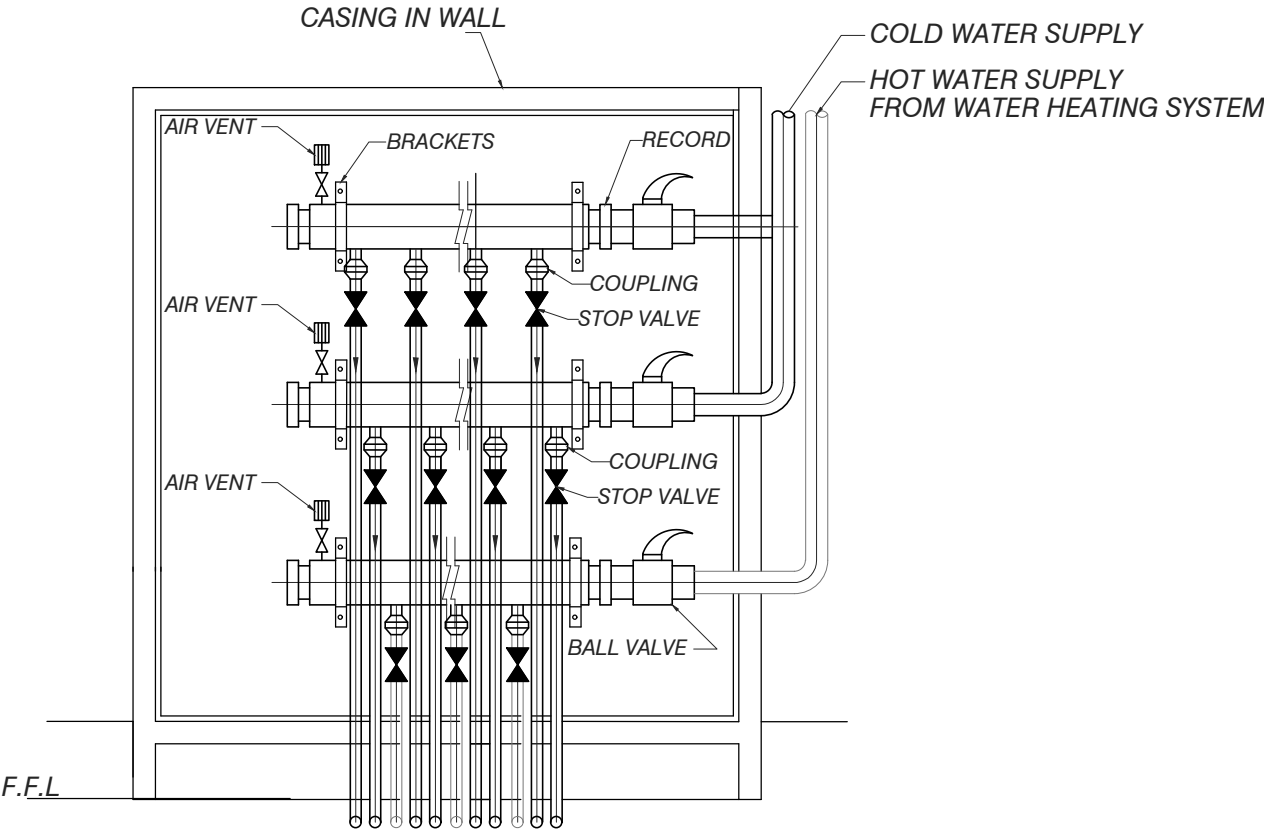 CASING IN WALL
COLD WATER SUPPLY
HOT WATER SUPPLY
FROM WATER HEATING SYSTEM
AIR VENT
BRACKETS
RECORD
COUPLING
AIR VENT
STOP VALVE
COUPLING
AIR VENT
STOP VALVE
BALL VALVE
F.F.L